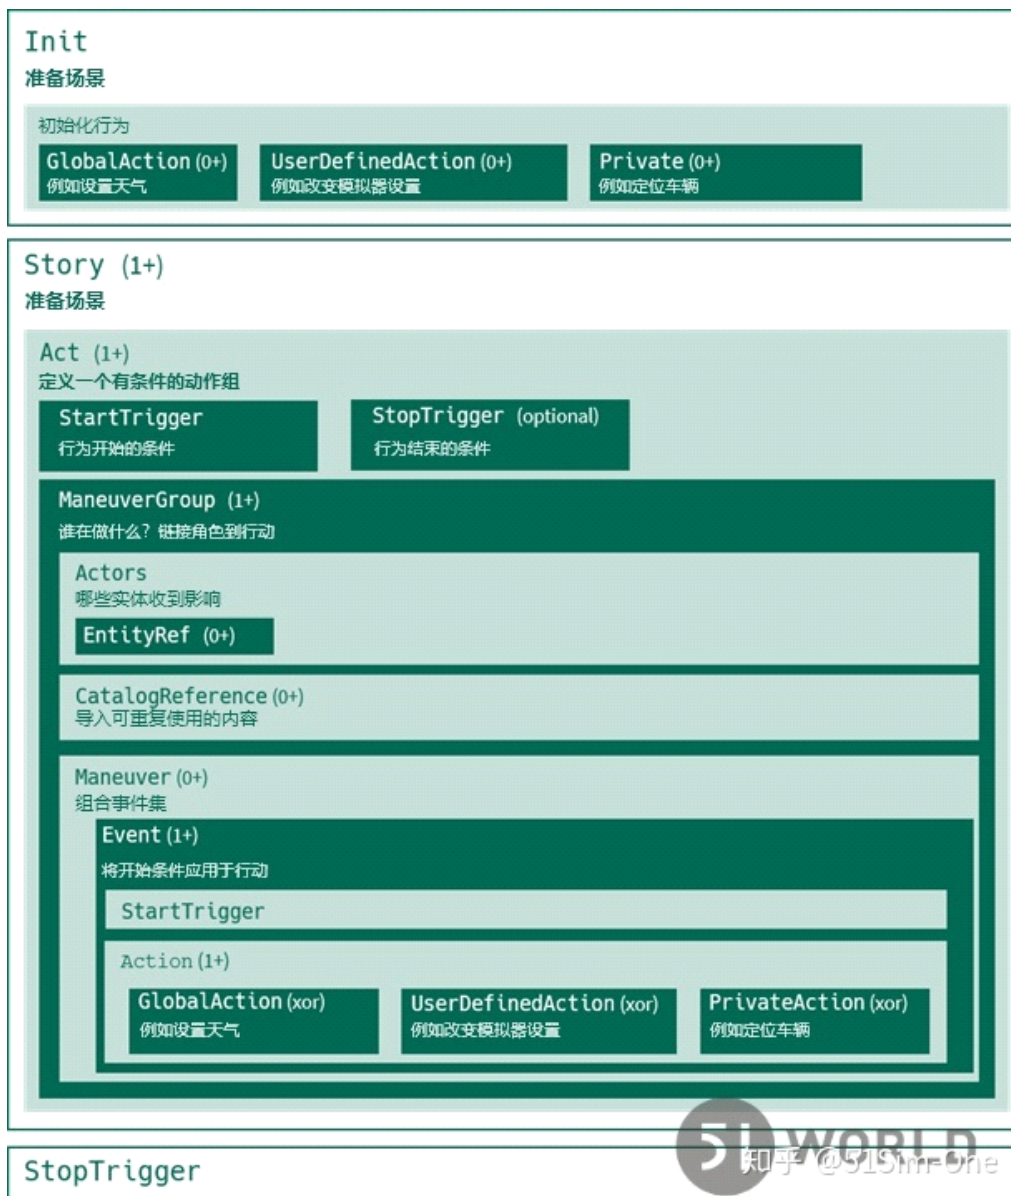 Init
准备场景
初始化行为
GlobalAction (0+)
例如设置天气
UserDefinedAction (0+)
例如改变模拟器设置
Private (0+)
例如定位车辆
Story (1+)
准备场景
Act (1+)
定义一个有条件的动作组
StartTrigger
行为开始的条件
StopTrigger (optional)
行为结束的条件
ManeuverGroup (1+)
谁在做什么？链接角色到行动
Actors
哪些实体收到影响
EntityRef (0+)
CatalogReference (0+)
导入可重复使用的内容
Maneuver (0+)
组合事件集
Event (1+)
将开始条件应用于行动
StartTrigger
Action (1+)
GlobalAction (xor)
例如设置天气
UserDefinedAction (xor)
例如改变模拟器设置
PrivateAction (xor)
例如定位车辆
StopTrigger
51 WORLD
知乎 @51Sim-One